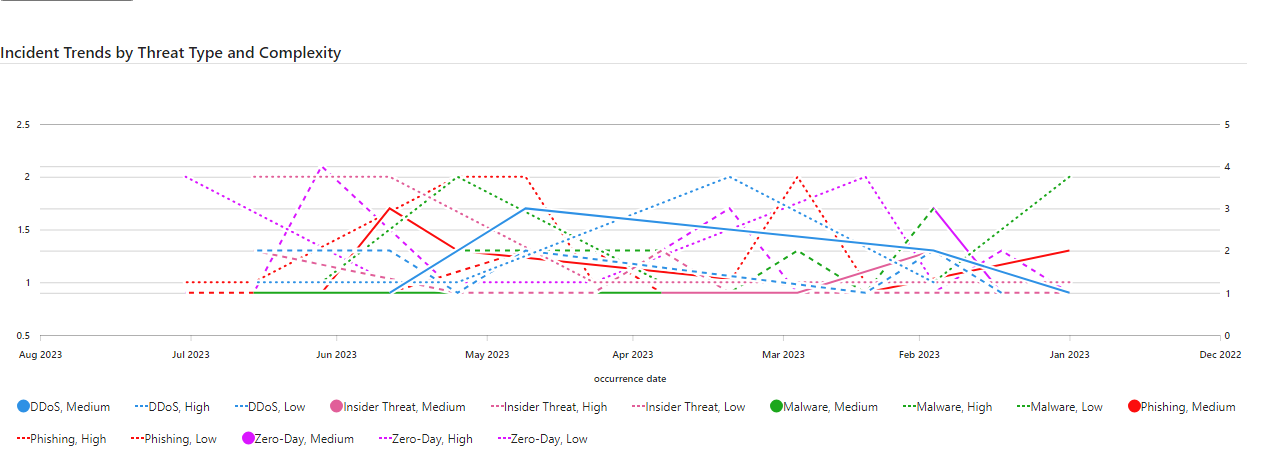 Incident Trends by Threat Type and Complexity
2.5 5
4
2
3
1.5
2
1
1
0.5 0
Aug 2023 Jul 2023 Jun 2023 May 2023 Apr 2023 Mar 2023 Feb 2023 Jan 2023 Dec 2022
occurrence date
DDoS, Medium DDoS, High DDoS, Low Insider Threat, Medium Insider Threat, High Insider Threat, Low Malware, Medium Malware, High Malware, Low Phishing, Medium
Phishing, High Phishing, Low Zero-Day, Medium Zero-Day, High Zero-Day, Low